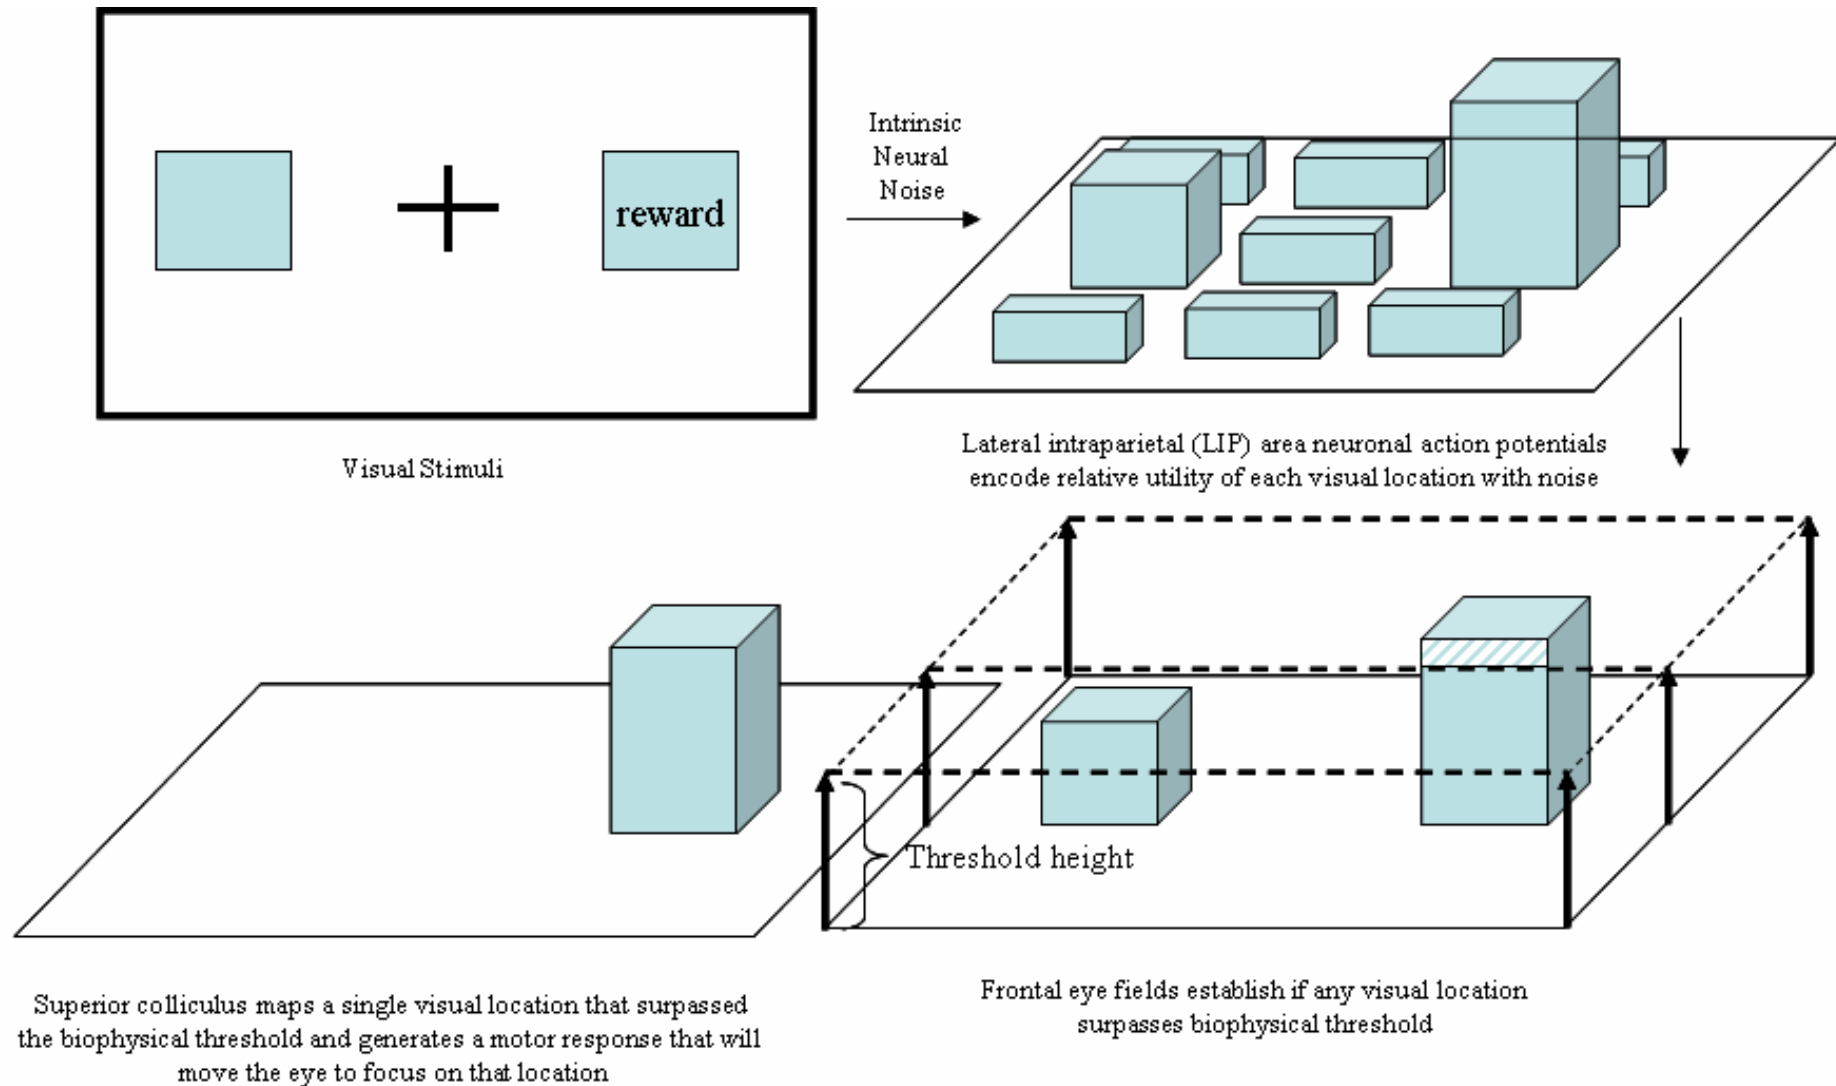 reward
Visual Stimuli
Intrinsic
Neural
Noise
Lateral intraparietal (LIP) area neuronal action potentials
encode relative utility of each visual location with noise
Threshold height
Frontal eye fields establish if any visual location
surpasses biophysical threshold
Superior colliculus maps a single visual location that surpassed
the biophysical threshold and generates a motor response that will
move the eye to focus on that location